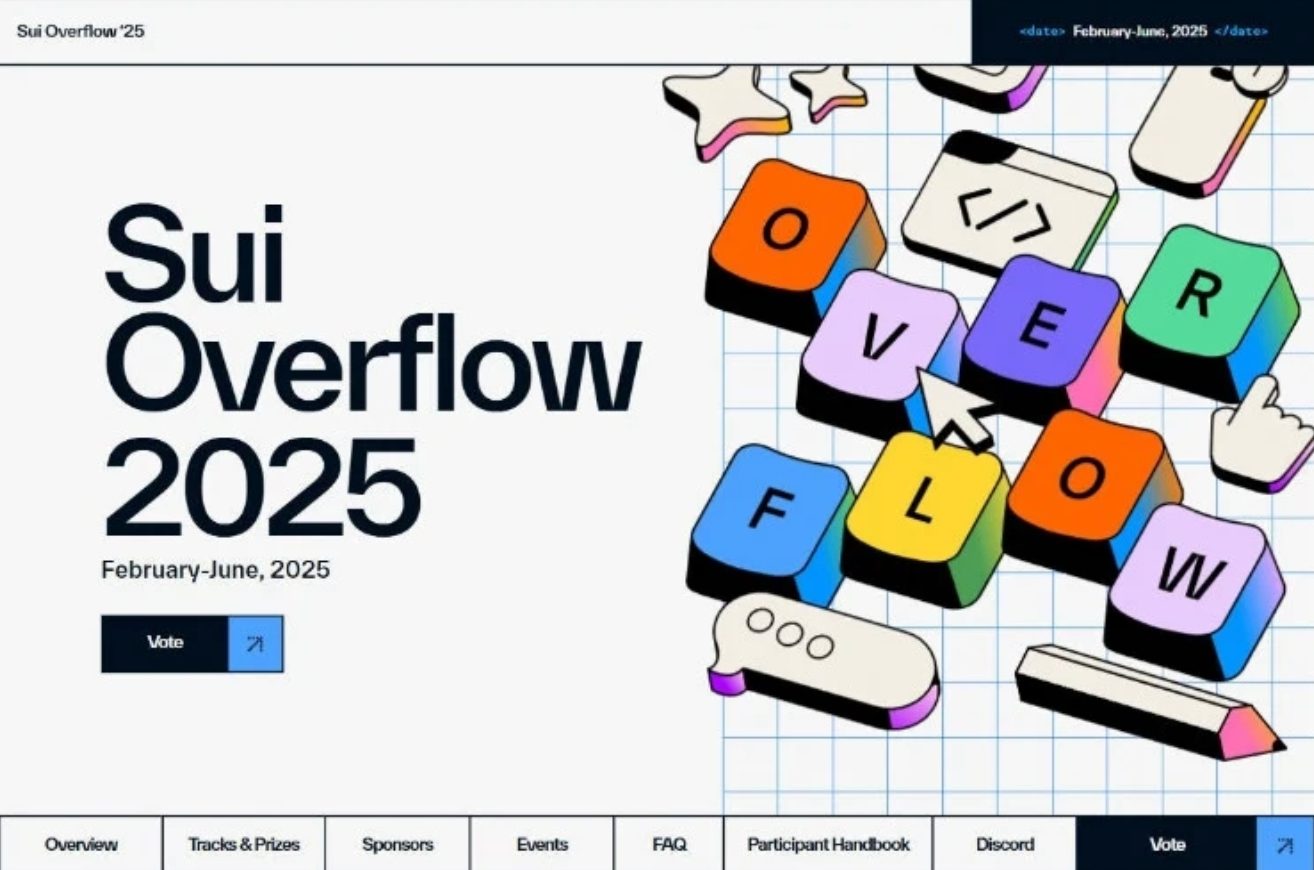 Sui Overflow '25
<date> February-June, 2025 </date>
Sui
Overflow
2025
February-June, 2025
Vote
</>
O
V
E
R
F
L
O
W
Overview
Tracks & Prizes
Sponsors
Events
FAQ
Participant Handbook
Discord
Vote